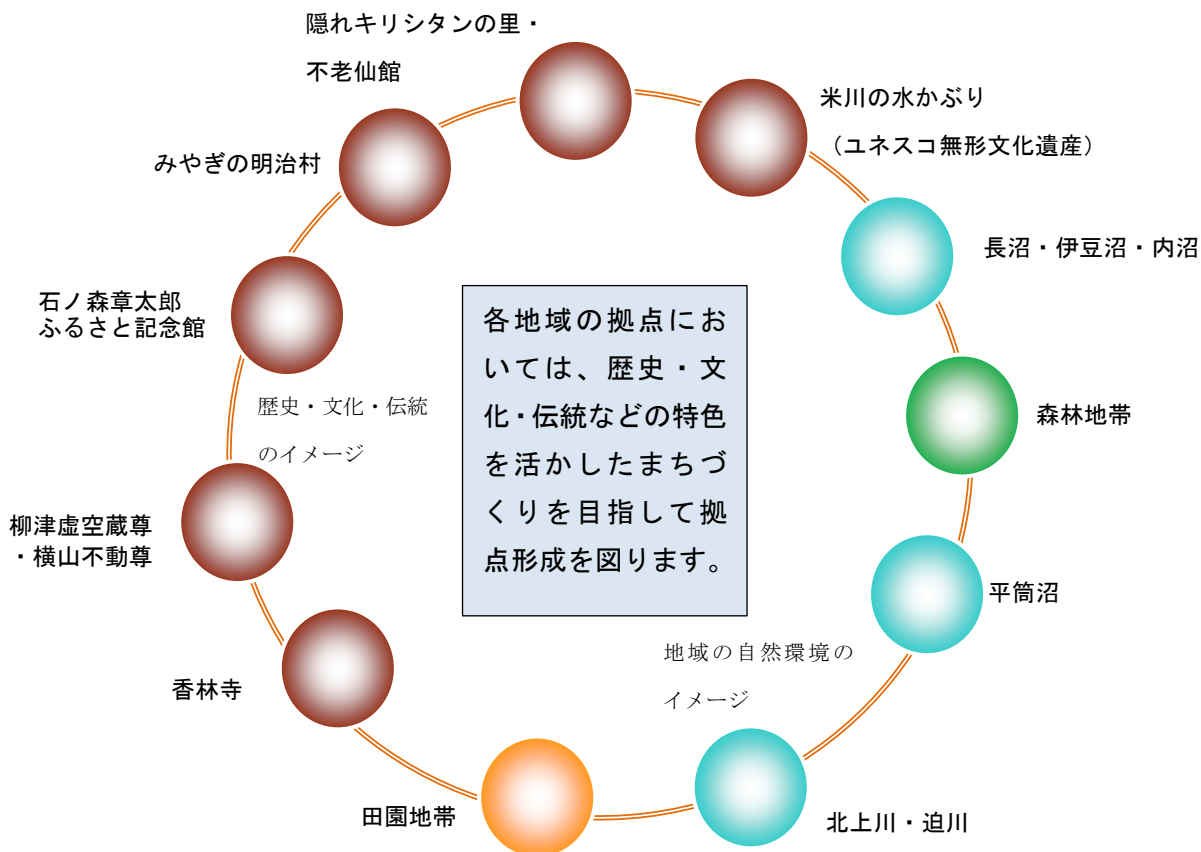 隠れキリシタンの里・
不老仙館
米川の水かぶり
（ユネスコ無形文化遺産）
みやぎの明治村
長沼・伊豆沼・内沼
石ノ森章太郎
ふるさと記念館
各地域の拠点にお
いては、歴史・文
化・伝統などの特色
を活かしたまちづ
くりを目指して拠
点形成を図ります。
歴史・文化・伝統
のイメージ
森林地帯
柳津虚空蔵尊
・横山不動尊
平筒沼
地域の自然環境の
イメージ
香林寺
田園地帯
北上川・迫川